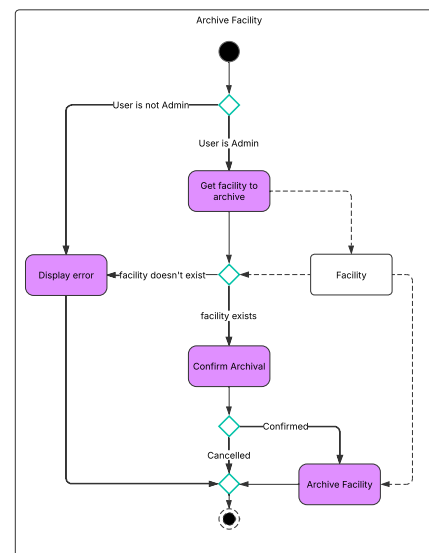 Archive Facility
User is not Admin
User is Admin
Get facility to
archive
Display error
facility doesn't exist
Facility
facility exists
Confirm Archival
Confirmed
Cancelled
Archive Facility